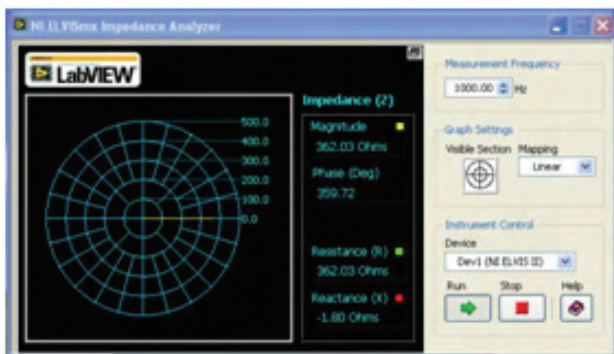 NI ELVISmx Impedance Analyzer
LabVIEW
500.0
400.0
300.0
200.0
100.0
0.0
Impedance (Z)
Magnitude
362.03 Ohms
Phase (Deg)
359.72
Resistance (R)
362.03 Ohms
Reactance (X)
-1.80 Ohms
Measurement Frequency
1000.00 Hz
Graph Settings
Visible Section Mapping
Linear
Instrument Control
Device
Dev1 (NI ELVIS II)
Run Stop Help